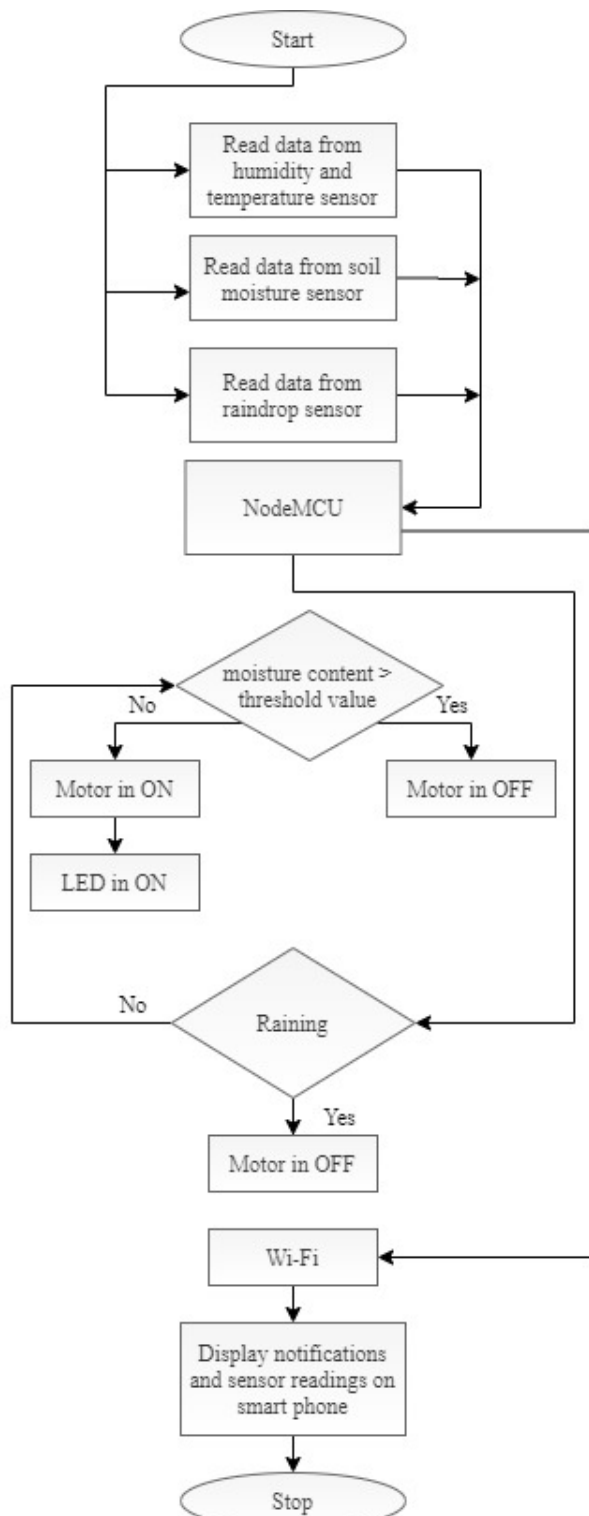 Start
Read data from
humidity and
temperature sensor
Read data from soil
moisture sensor
Read data from
raindrop sensor
NodeMCU
moisture content >
threshold value
No
Yes
Motor in ON
Motor in OFF
LED in ON
No
Raining
Yes
Motor in OFF
Wi-Fi
Display notifications
and sensor readings on
smart phone
Stop